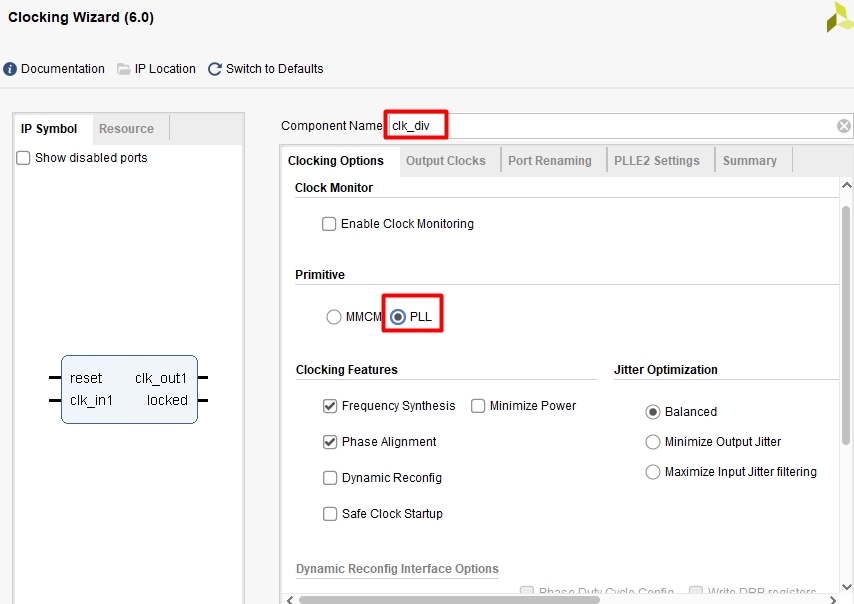 Clocking Wizard (6.0)
Documentation IP Location Switch to Defaults
IP Symbol Resource
Show disabled ports
reset clk_out1
clk_in1 locked
Component Name clk_div
Clocking Options Output Clocks Port Renaming PLLE2 Settings Summary
Clock Monitor
Enable Clock Monitoring
Primitive
MMCM PLL
Clocking Features Jitter Optimization
Frequency Synthesis Minimize Power Balanced
Phase Alignment Minimize Output Jitter
Dynamic Reconfig Maximize Input Jitter filtering
Safe Clock Startup
Dynamic Reconfig Interface Options
Phase Duty Cycle Config Write DRP registers